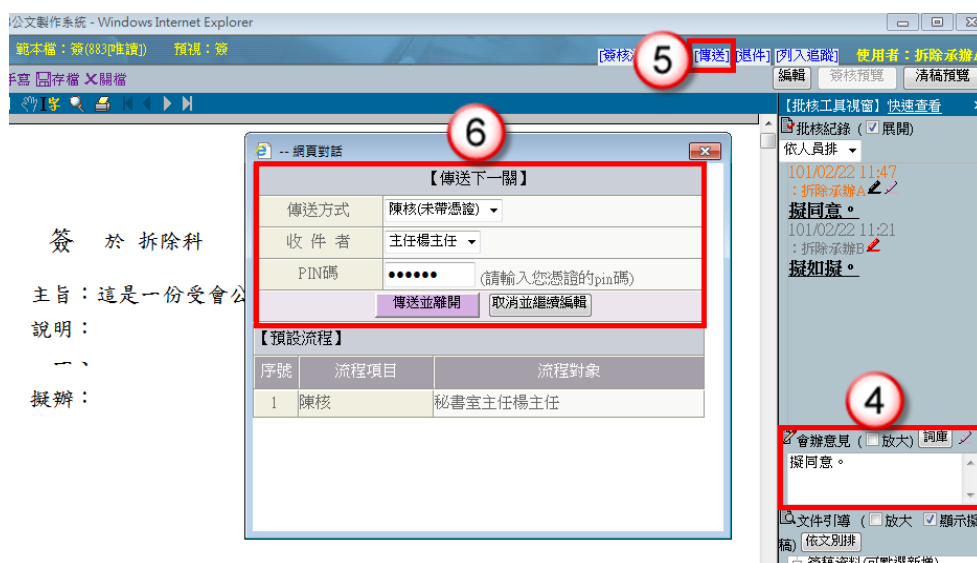 公文製作系統 - Windows Internet Explorer
範本檔：簽(883[唯讀]) 預視：簽
[簽核 5 [傳送] [退件] [列入追蹤] 使用者：拆除承辦A
手寫 存檔 關檔
編輯 簽核預覽 清稿預覽
【批核工具視窗】快速查看
批核紀錄 ( 展開)
依人員排
101/02/22 11:47
：拆除承辦A
擬同意。
101/02/22 11:21
：拆除承辦B
擬如擬。
6
-- 網頁對話
【傳送下一關】
傳送方式 陳核(未帶憑證)
收 件 者 主任楊主任
PIN碼 •••••• (請輸入您憑證的pin碼)
傳送並離開 取消並繼續編輯
【預設流程】
序號 流程項目 流程對象
1 陳核 秘書室主任楊主任
簽 於 拆除科
主旨：這是一份受會公
說明：
一、
擬辦：
4
會辦意見 ( 放大) 詞庫
擬同意。
文件引導 ( 放大 顯示擬
稿) 依文別排